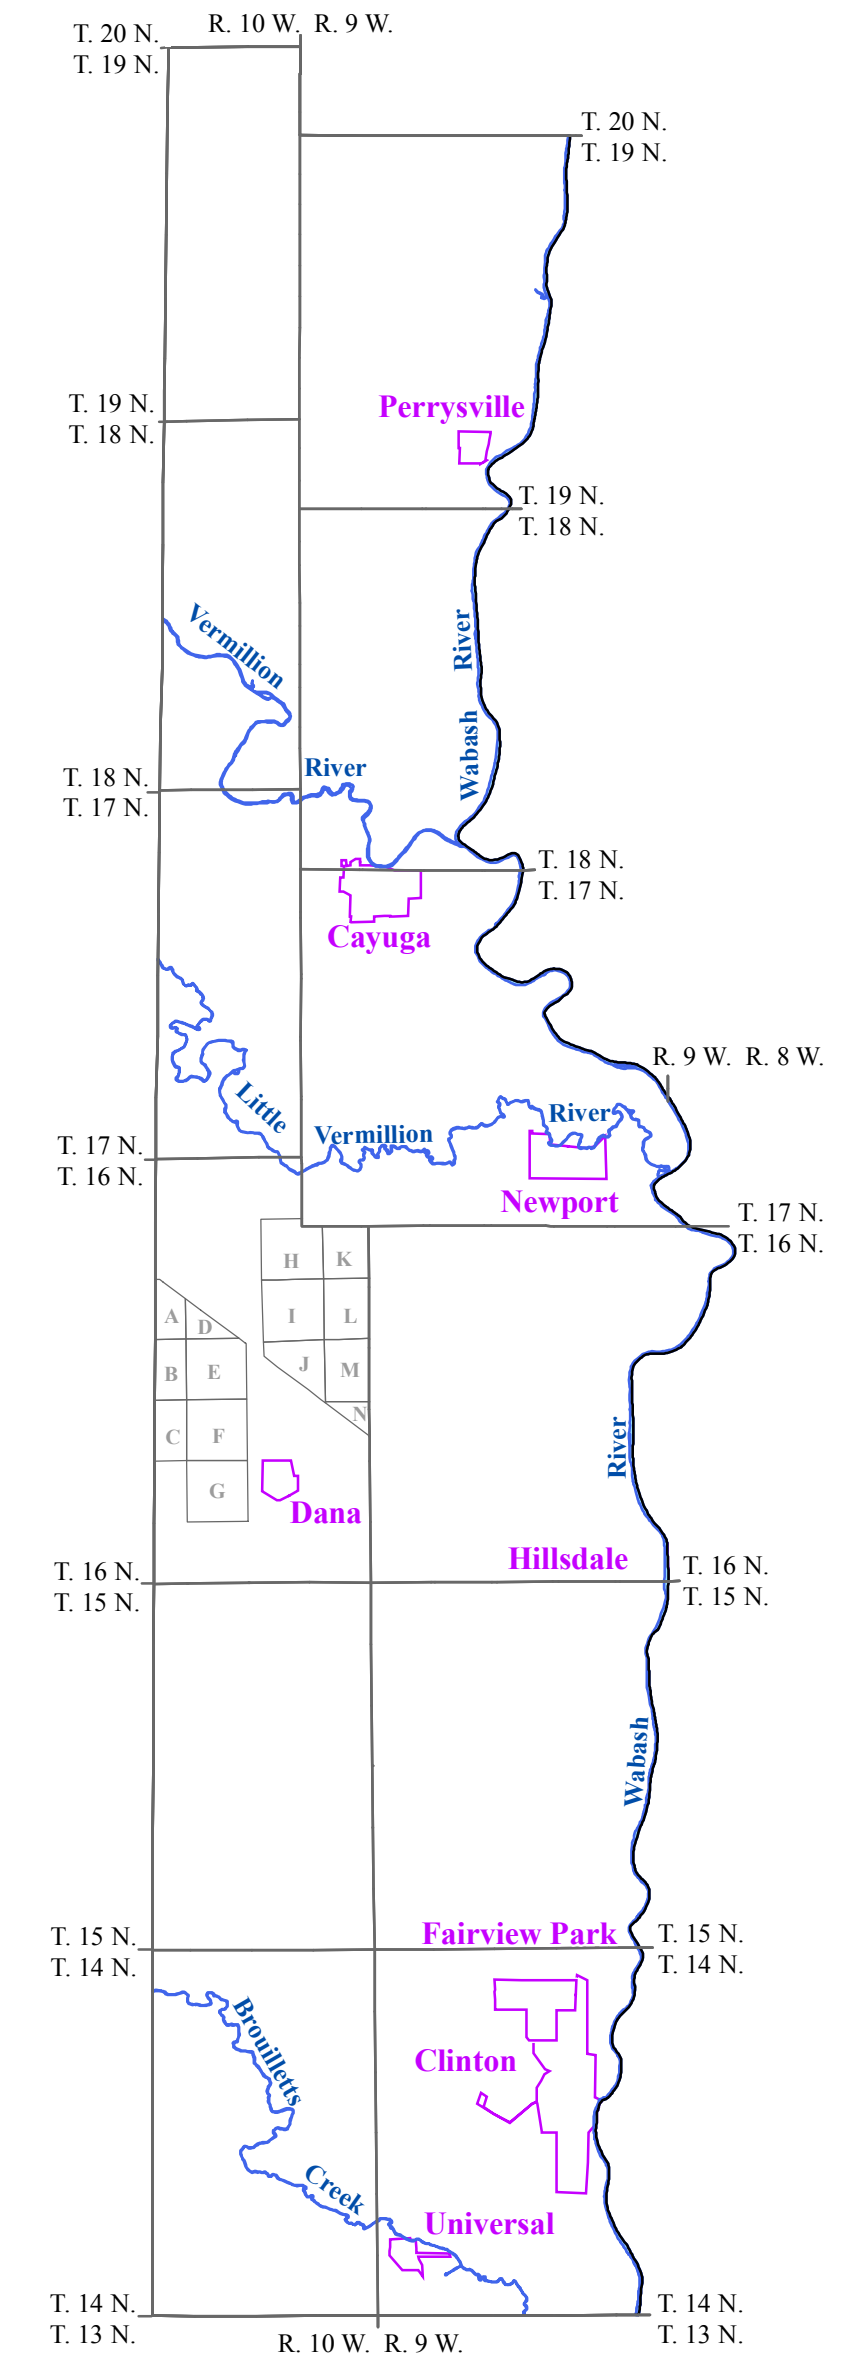 R. 10 W. R. 9 W.
T. 20 N.
T. 19 N.
T. 20 N.
T. 19 N.
T. 19 N.
T. 18 N.
Perrysville
T. 19 N.
T. 18 N.
Vermillion
River
River
Wabash
T. 18 N.
T. 17 N.
T. 18 N.
T. 17 N.
Cayuga
R. 9 W. R. 8 W.
Little
Vermillion
River
T. 17 N.
T. 16 N.
Newport
T. 17 N.
T. 16 N.
H K
A D I L
B E J M
C F N
G
River
Dana
Hillsdale
T. 16 N.
T. 15 N.
T. 16 N.
T. 15 N.
Wabash
Fairview Park
T. 15 N.
T. 14 N.
T. 15 N.
T. 14 N.
Brouilletts
Clinton
Creek
Universal
T. 14 N.
T. 13 N.
T. 14 N.
T. 13 N.
R. 10 W. R. 9 W.